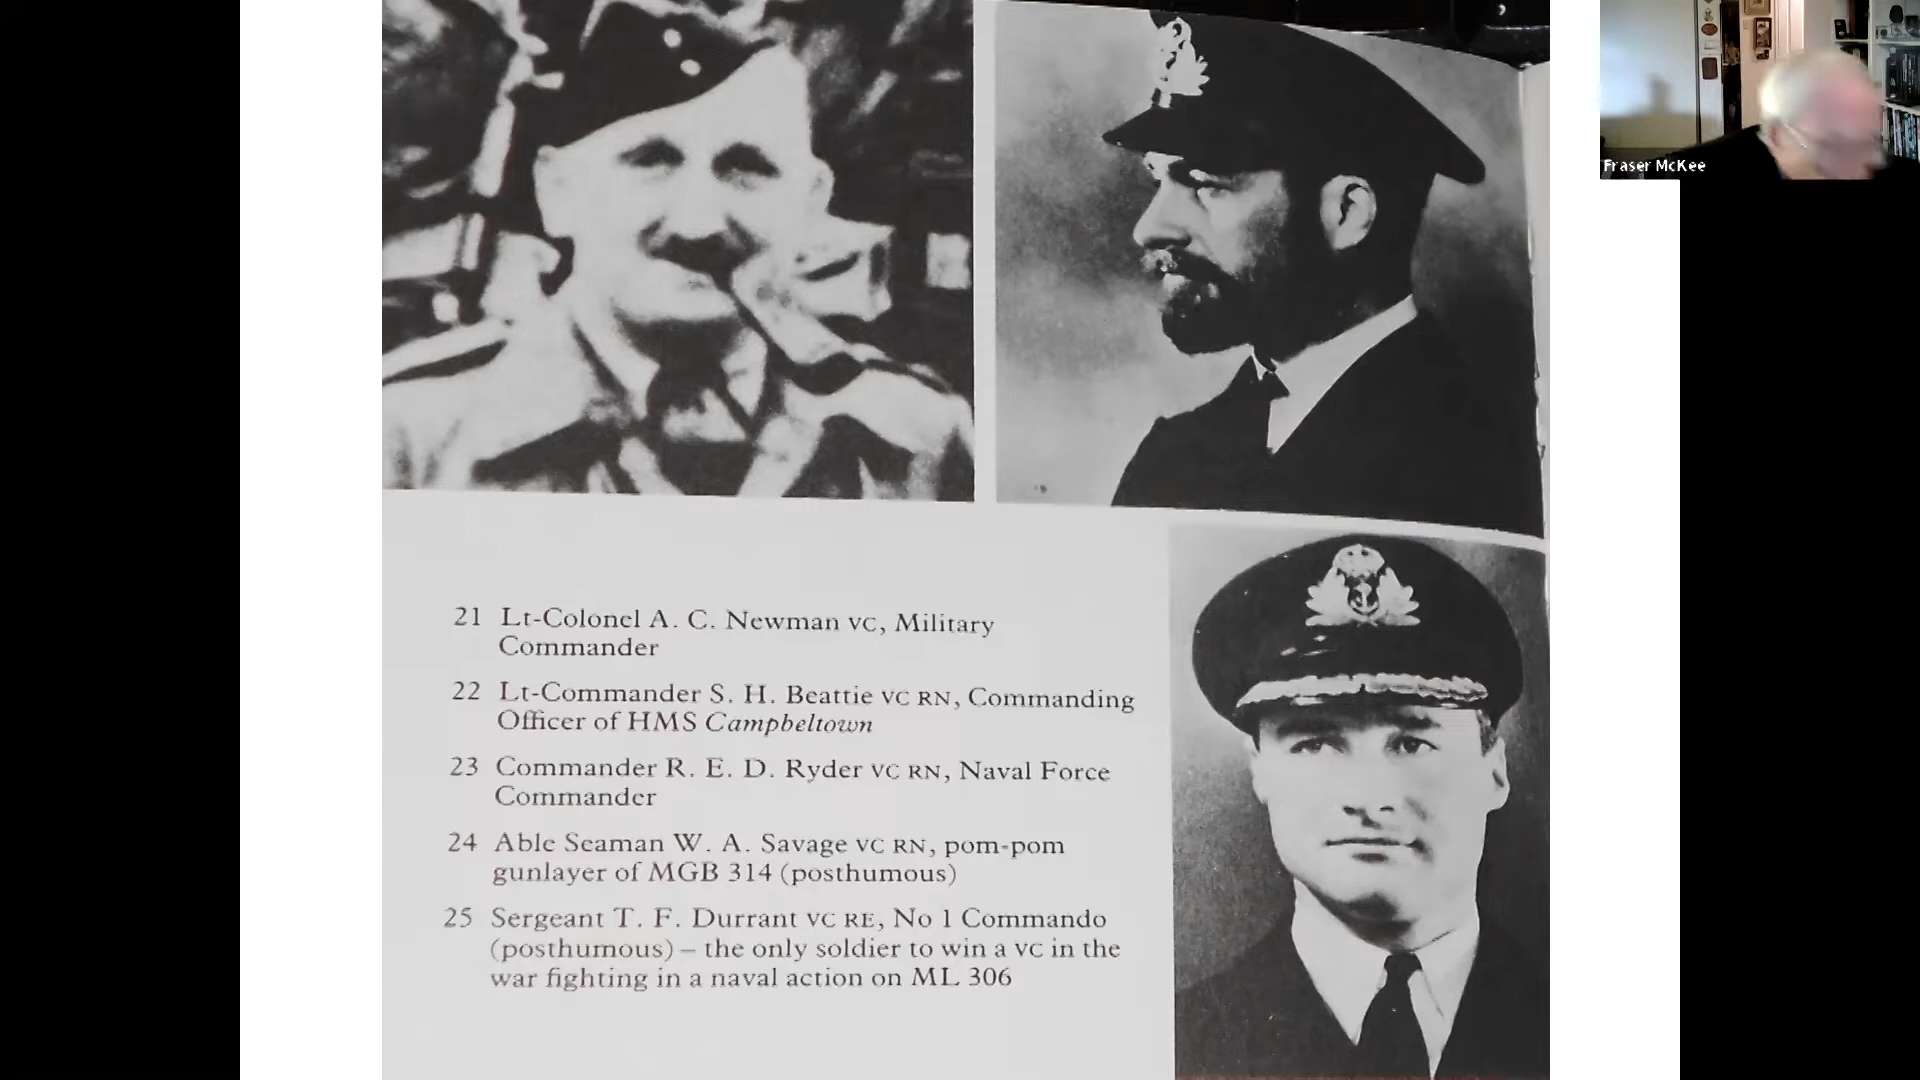 Fraser McKee
21 Lt-Colonel A. C. Newman VC, Military
Commander
22 Lt-Commander S. H. Beattie VC RN, Commanding
Officer of HMS Campbeltown
23 Commander R. E. D. Ryder VC RN, Naval Force
Commander
24 Able Seaman W. A. Savage VC RN, pom-pom
gunlayer of MGB 314 (posthumous)
25 Sergeant T. F. Durrant VC RE, No 1 Commando
(posthumous) – the only soldier to win a VC in the
war fighting in a naval action on ML 306